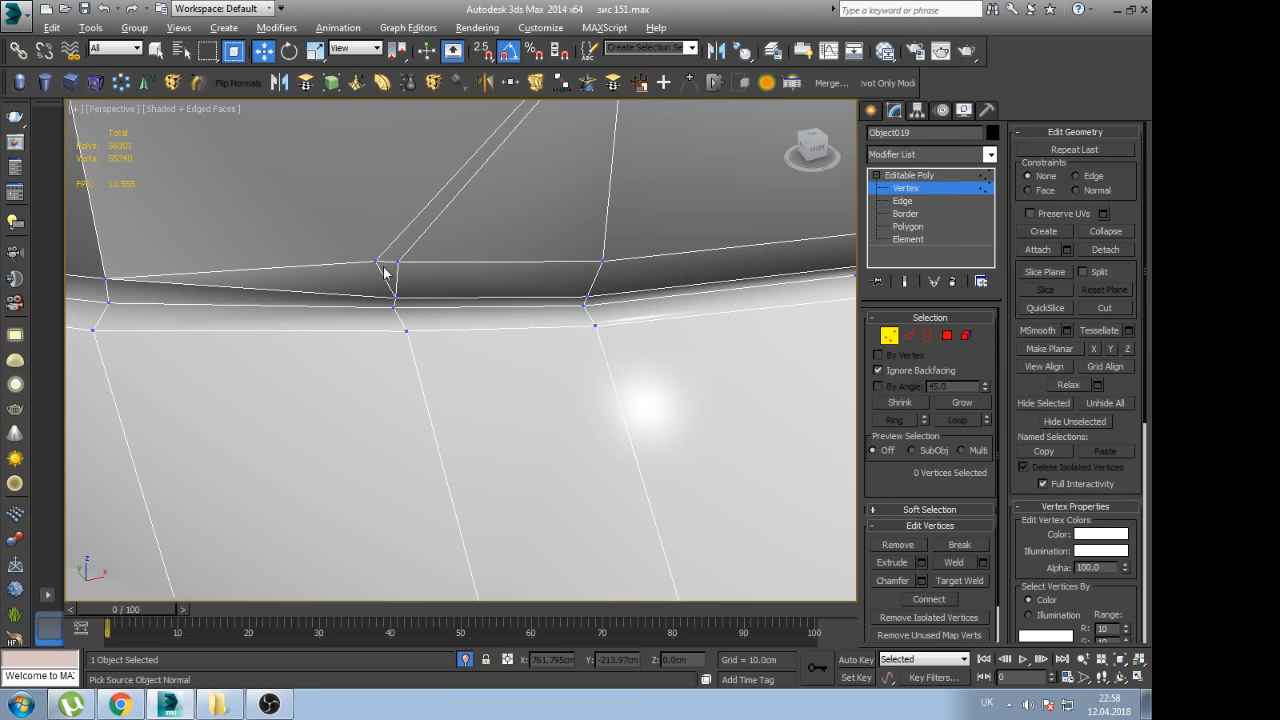 Workspace: Default
Autodesk 3ds Max 2014 x64 зис 151.max
Type a keyword or phrase
Edit Tools Group Views Create Modifiers Animation Graph Editors Rendering Customize MAXScript Help
All View 2.5 Create Selection Se
Flip Normals Merge... ivot Only Mod
[+] [Perspective] [Shaded + Edged Faces]
Total
Polys: 56301
Verts: 55240
FPS: 10.555
Object019
Modifier List
Editable Poly
Vertex
Edge
Border
Polygon
Element
Selection
By Vertex
Ignore Backfacing
By Angle: 45.0
Shrink Grow
Ring Loop
Preview Selection
Off SubObj Multi
0 Vertices Selected
Soft Selection
Edit Vertices
Remove Break
Extrude Weld
Chamfer Target Weld
Connect
Remove Isolated Vertices
Remove Unused Map Verts
Edit Geometry
Repeat Last
Constraints
None Edge
Face Normal
Preserve UVs
Create Collapse
Attach Detach
Slice Plane Split
Slice Reset Plane
QuickSlice Cut
MSmooth Tessellate
Make Planar X Y Z
View Align Grid Align
Relax
Hide Selected Unhide All
Hide Unselected
Named Selections:
Copy Paste
Delete Isolated Vertices
Full Interactivity
Vertex Properties
Edit Vertex Colors
Color:
Illumination:
Alpha: 100.0
Select Vertices By
Color
Illumination Range:
R: 10
z
x
y
HF
0 / 100
0 10 20 30 40 50 60 70 80 90 100
1 Object Selected X: 761.795cm Y: -213.97cm Z: 0.0cm Grid = 10.0cm Auto Key Selected
Welcome to MA
Pick Source Object Normal Add Time Tag Set Key Key Filters... 0
UK 22:58
12.04.2018